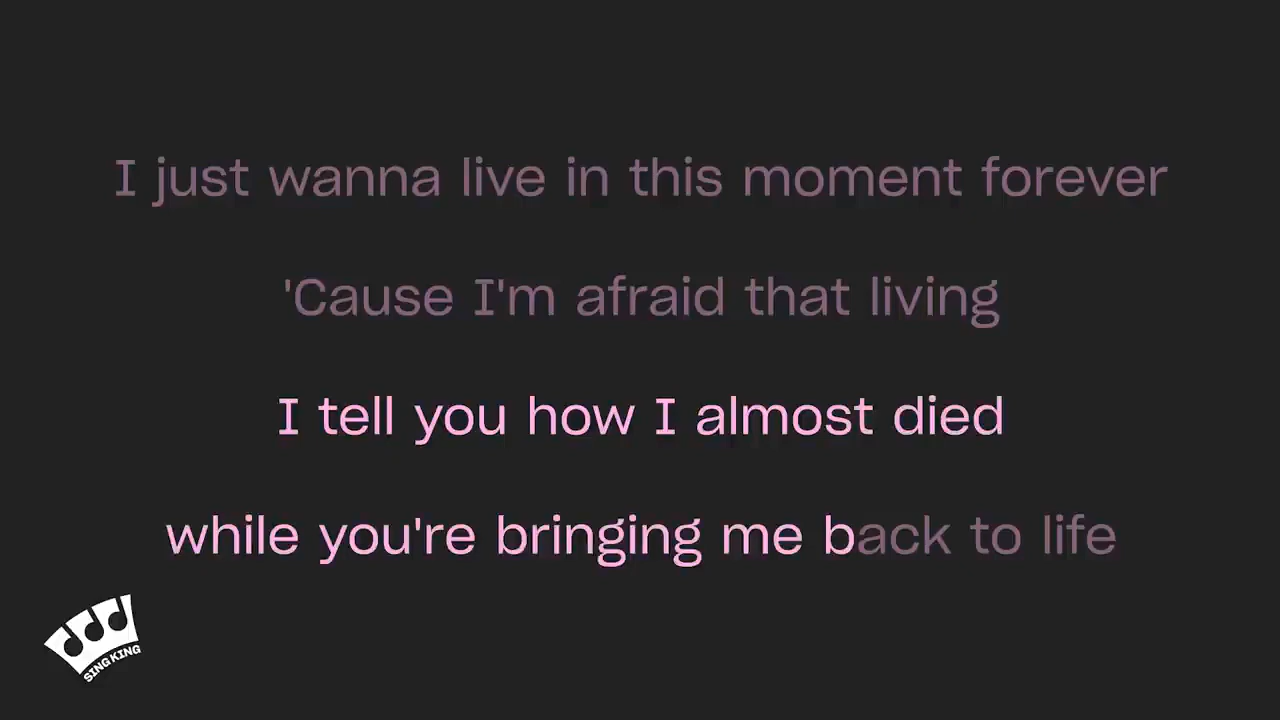 I just wanna live in this moment forever
'Cause I'm afraid that living
I tell you how I almost died
while you're bringing me back to life
SING KING